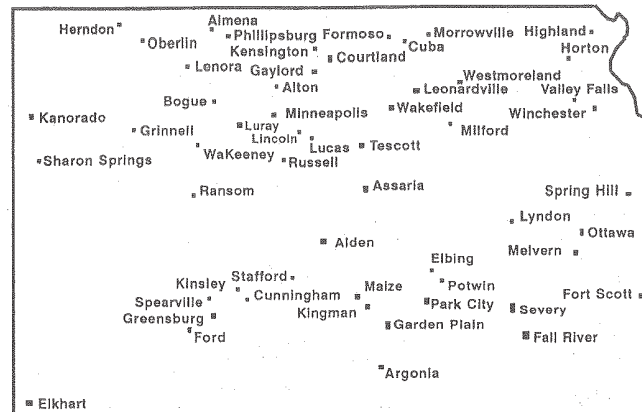 Almena
Herndon
Phillipsburg
Formoso
Morrowville
Highland
Oberlin
Kensington
Cuba
Horton
Courtland
Lenora
Gaylord
Westmoreland
Alton
Leonardville
Valley Falls
Bogue
Minneapolis
Wakefield
Winchester
Kanorado
Grinnell
Luray
Milford
Lincoln
Lucas
Tescott
WaKeeney
Sharon Springs
Russell
Ransom
Assaria
Spring Hill
Lyndon
Ottawa
Alden
Melvern
Elbing
Kinsley
Stafford
Potwin
Spearville
Cunningham
Maize
Park City
Fort Scott
Greensburg
Kingman
Severy
Ford
Garden Plain
Fall River
Argonia
Elkhart